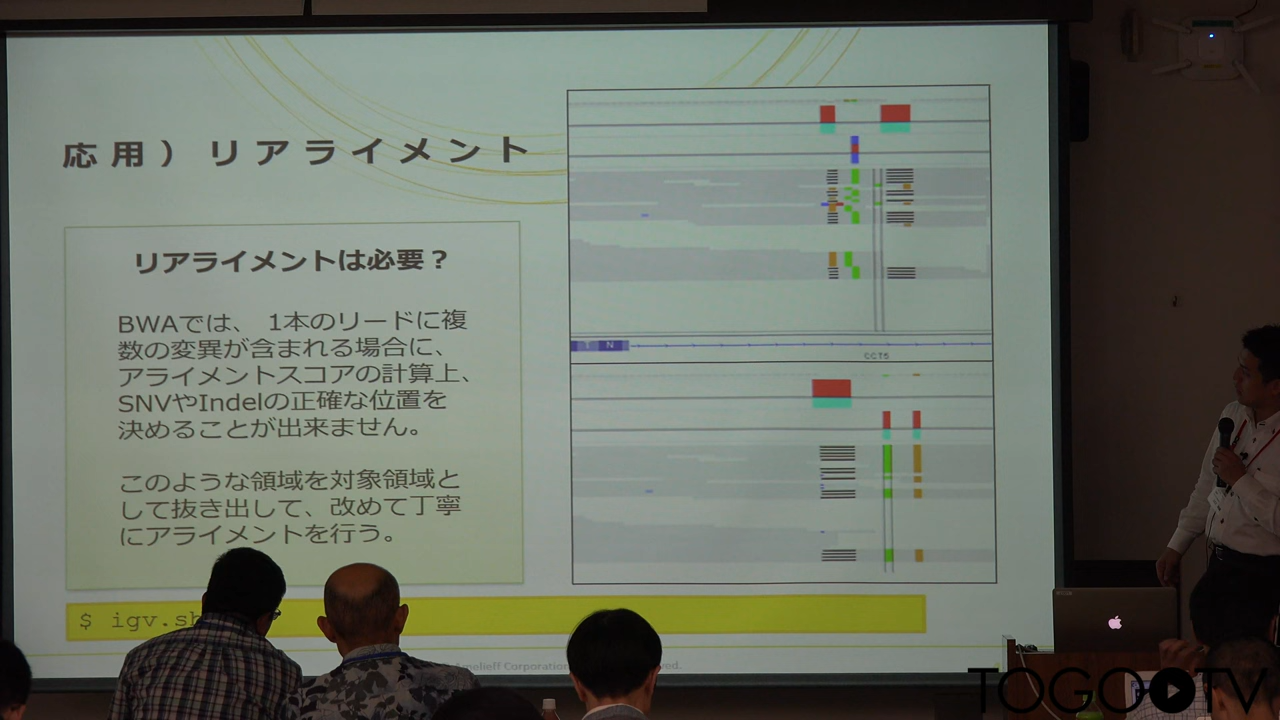 応用）リアライメント
リアライメントは必要？
BWAでは、 1本のリードに複
数の変異が含まれる場合に、
アライメントスコアの計算上、
SNVやIndelの正確な位置を
決めることが出来ません。
このような領域を対象領域と
して抜き出して、改めて丁寧
にアライメントを行う。
N
CCT6
$ igv.sh
Amelieff Corporation
TOGOTV